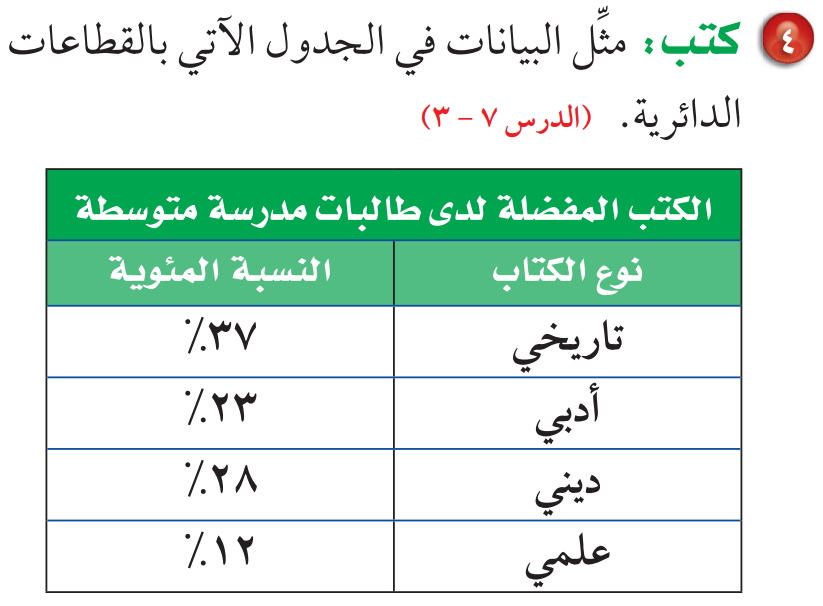 ٤ كتب: مثِّل البيانات في الجدول الآتي بالقطاعات
الدائرية. (الدرس ٧ – ٣)
الكتب المفضلة لدى طالبات مدرسة متوسطة
نوع الكتاب النسبة المئوية
تاريخي ٣٧٪
أدبي ٢٣٪
ديني ٢٨٪
علمي ١٢٪